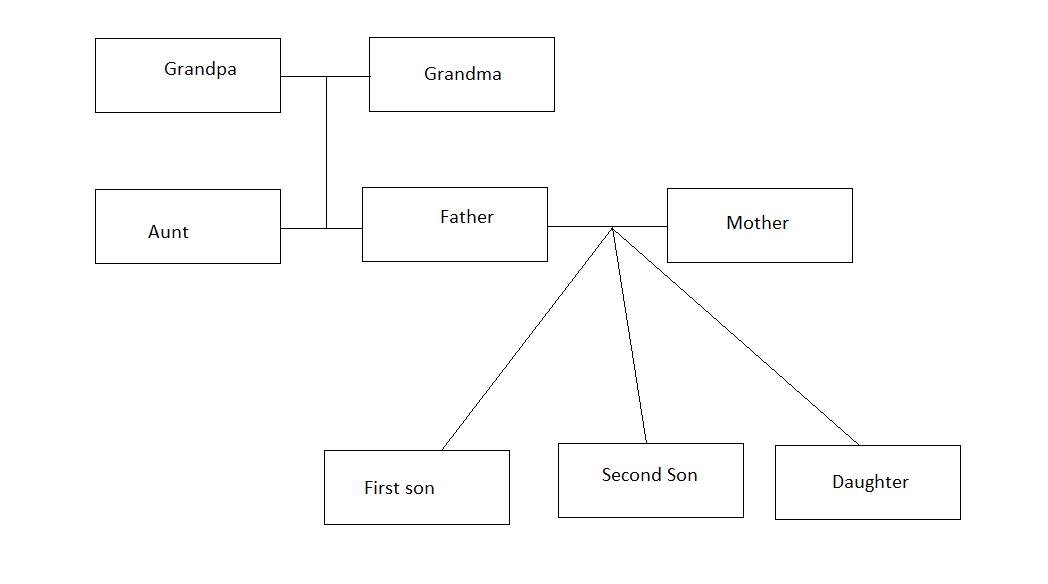 Grandpa
Grandma
Aunt
Father
Mother
First son
Second Son
Daughter